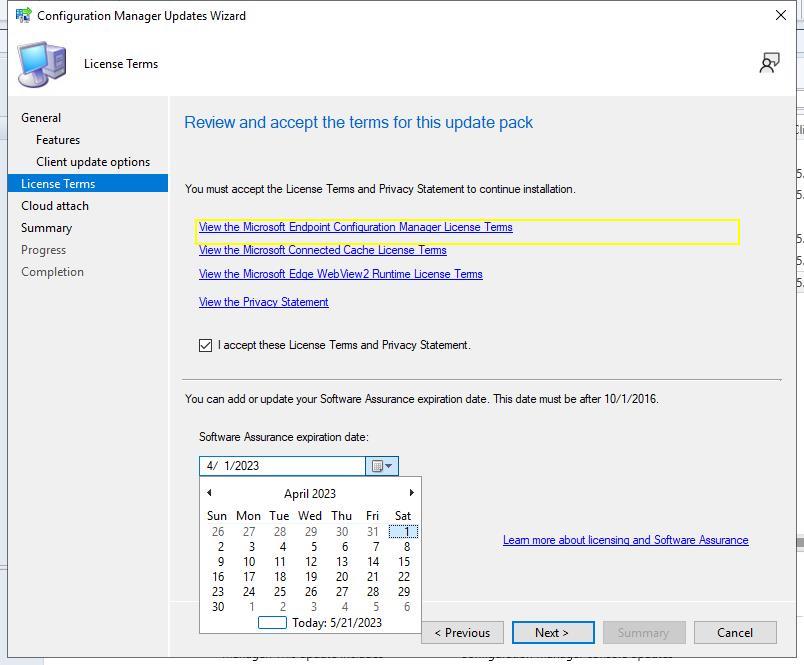 Configuration Manager Updates Wizard
License Terms
General
Features
Client update options
License Terms
Cloud attach
Summary
Progress
Completion
Review and accept the terms for this update pack
You must accept the License Terms and Privacy Statement to continue installation.
View the Microsoft Endpoint Configuration Manager License Terms
View the Microsoft Connected Cache License Terms
View the Microsoft Edge WebView2 Runtime License Terms
View the Privacy Statement
I accept these License Terms and Privacy Statement.
You can add or update your Software Assurance expiration date. This date must be after 10/1/2016.
Software Assurance expiration date:
4/ 1/2023
April 2023
Sun Mon Tue Wed Thu Fri Sat
26 27 28 29 30 31 1
2 3 4 5 6 7 8
9 10 11 12 13 14 15
16 17 18 19 20 21 22
23 24 25 26 27 28 29
30 1 2 3 4 5 6
Today: 5/21/2023
Learn more about licensing and Software Assurance
< Previous
Next >
Summary
Cancel